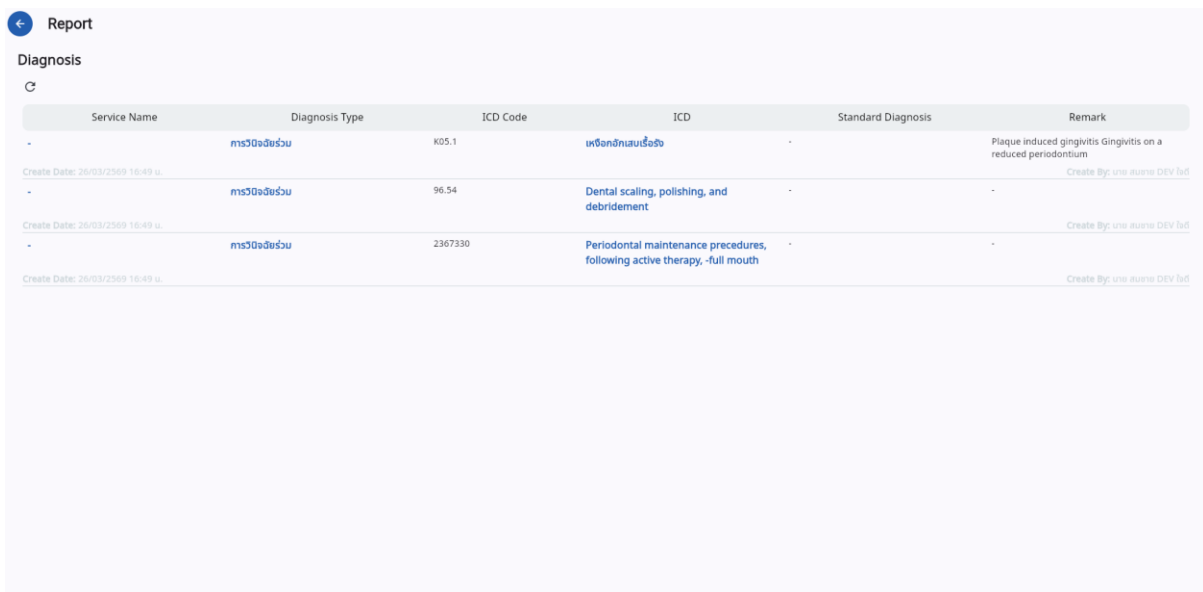 Report
Diagnosis
Service Name Diagnosis Type ICD Code ICD Standard Diagnosis Remark
- การวินิจฉัยร่วม K05.1 เหงือกอักเสบเรื้อรัง - Plaque induced gingivitis Gingivitis on a
reduced periodontium
Create Date: 26/03/2569 16:49 น. Create By: นาย สมชาย DEV ใจดี
- การวินิจฉัยร่วม 96.54 Dental scaling, polishing, and - -
debridement
Create Date: 26/03/2569 16:49 น. Create By: นาย สมชาย DEV ใจดี
- การวินิจฉัยร่วม 2367330 Periodontal maintenance precedures, - -
following active therapy, -full mouth
Create Date: 26/03/2569 16:49 น. Create By: นาย สมชาย DEV ใจดี